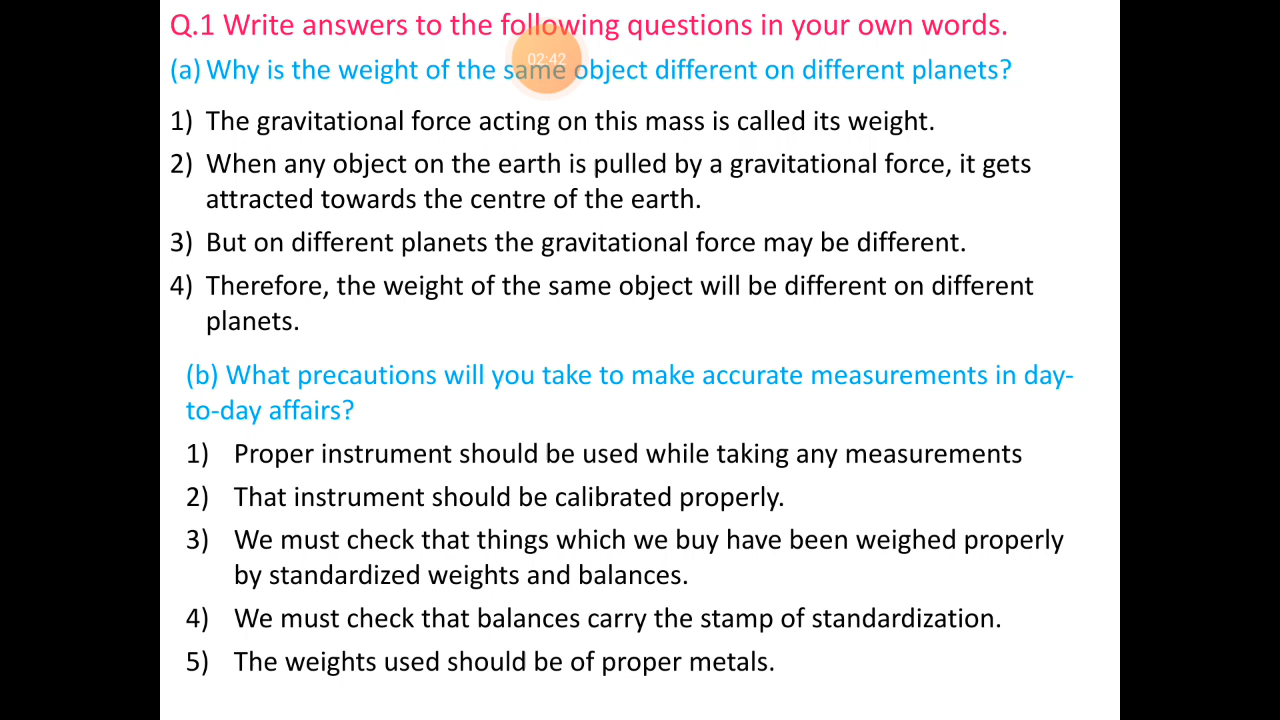 Q.1 Write answers to the following questions in your own words.
02:42
(a) Why is the weight of the same object different on different planets?
1) The gravitational force acting on this mass is called its weight.
2) When any object on the earth is pulled by a gravitational force, it gets
attracted towards the centre of the earth.
3) But on different planets the gravitational force may be different.
4) Therefore, the weight of the same object will be different on different
planets.
(b) What precautions will you take to make accurate measurements in day-
to-day affairs?
1) Proper instrument should be used while taking any measurements
2) That instrument should be calibrated properly.
3) We must check that things which we buy have been weighed properly
by standardized weights and balances.
4) We must check that balances carry the stamp of standardization.
5) The weights used should be of proper metals.